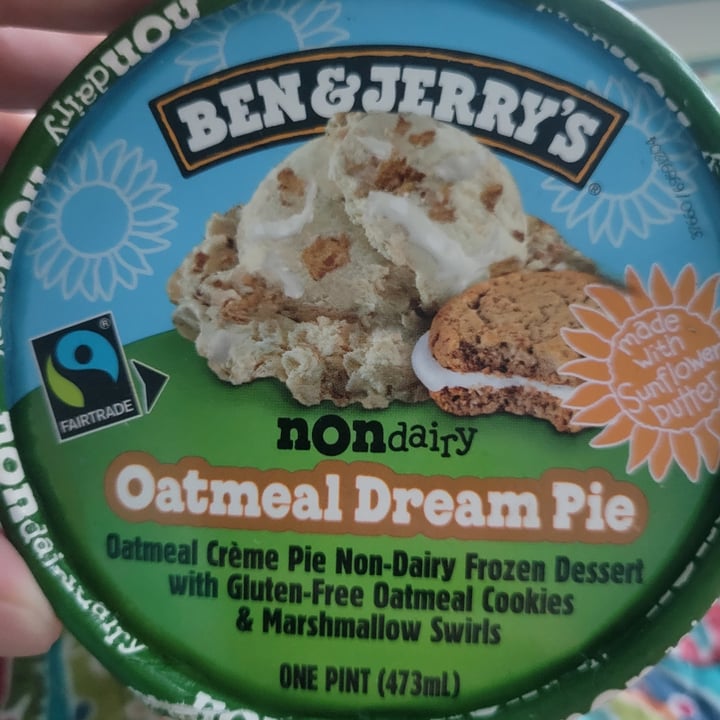 BEN & JERRY'S®
FAIRTRADE
®
made
with
Sunflower
butter
nondairy
Oatmeal Dream Pie
Oatmeal Crème Pie Non-Dairy Frozen Dessert
with Gluten-Free Oatmeal Cookies
& Marshmallow Swirls
ONE PINT (473mL)
nondairy
nondairy